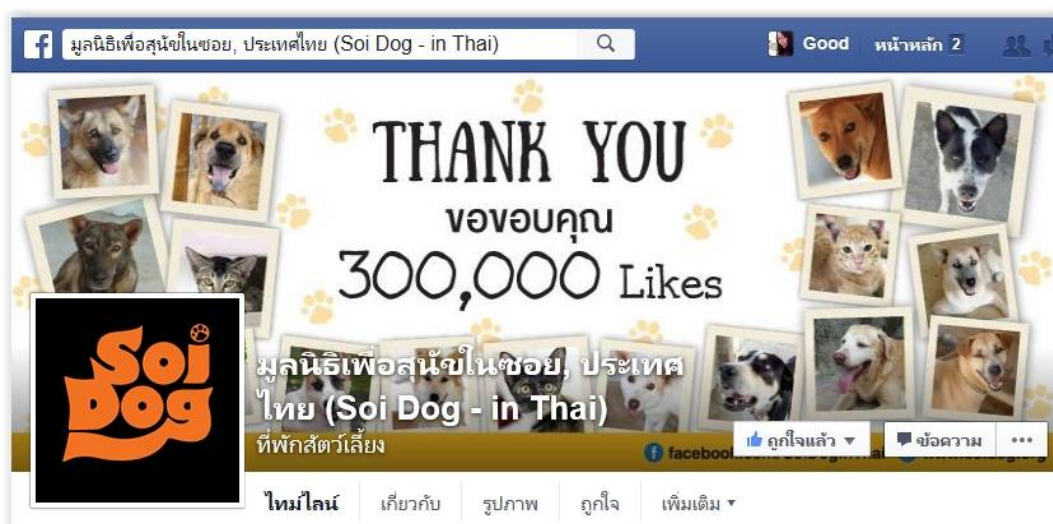 f มูลนิธิเพื่อสุนัขในซอย, ประเทศไทย (Soi Dog - in Thai) Good หน้าหลัก 2
THANK YOU
ขอขอบคุณ
300,000 Likes
Soi
Dog
มูลนิธิเพื่อสุนัขในซอย, ประเทศ
ไทย (Soi Dog - in Thai)
ที่พักสัตว์เลี้ยง
ถูกใจแล้ว ข้อความ
ไทม์ไลน์ เกี่ยวกับ รูปภาพ ถูกใจ เพิ่มเติม